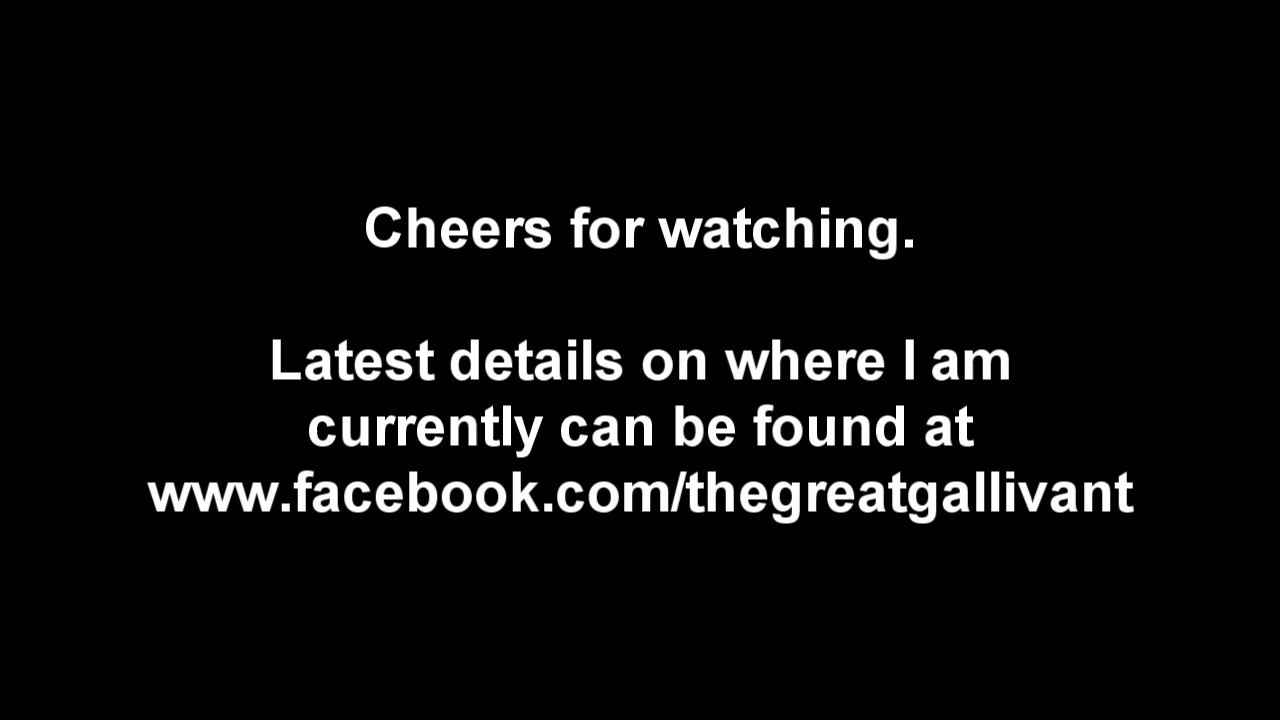 Cheers for watching.
Latest details on where I am
currently can be found at
www.facebook.com/thegreatgallivant